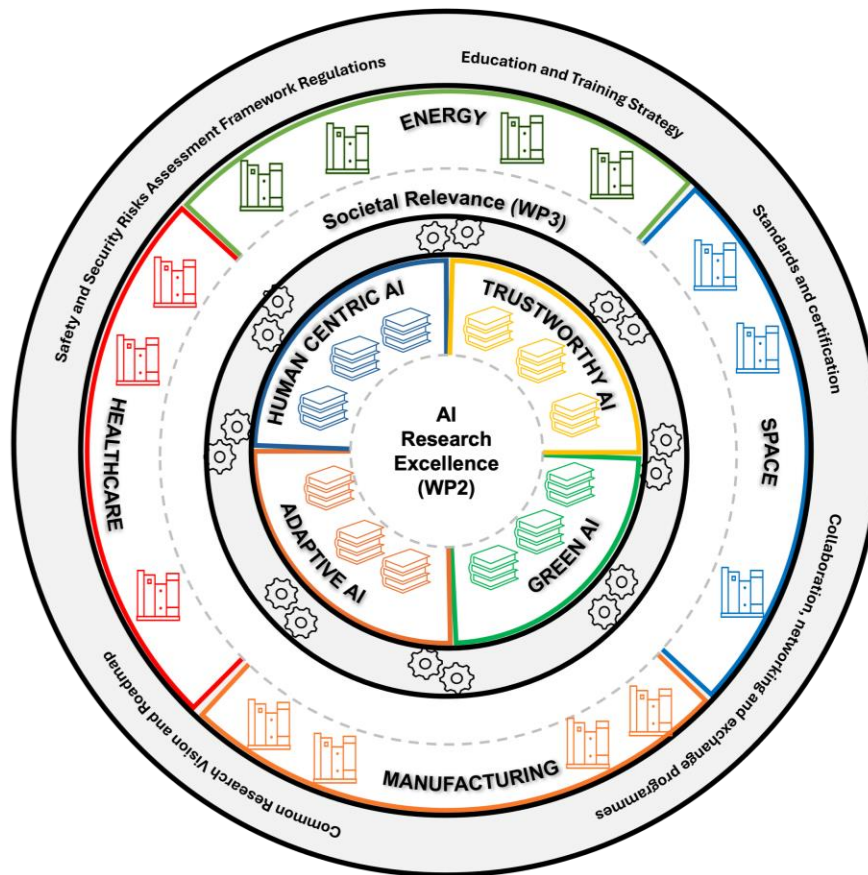 Safety and Security Risks Assessment Framework Regulations
Education and Training Strategy
Standards and certification
Collaboration, networking and exchange programmes
Common Research Vision and Roadmap
ENERGY
SPACE
MANUFACTURING
HEALTHCARE
Societal Relevance (WP3)
HUMAN CENTRIC AI
TRUSTWORTHY AI
GREEN AI
ADAPTIVE AI
AI
Research
Excellence
(WP2)